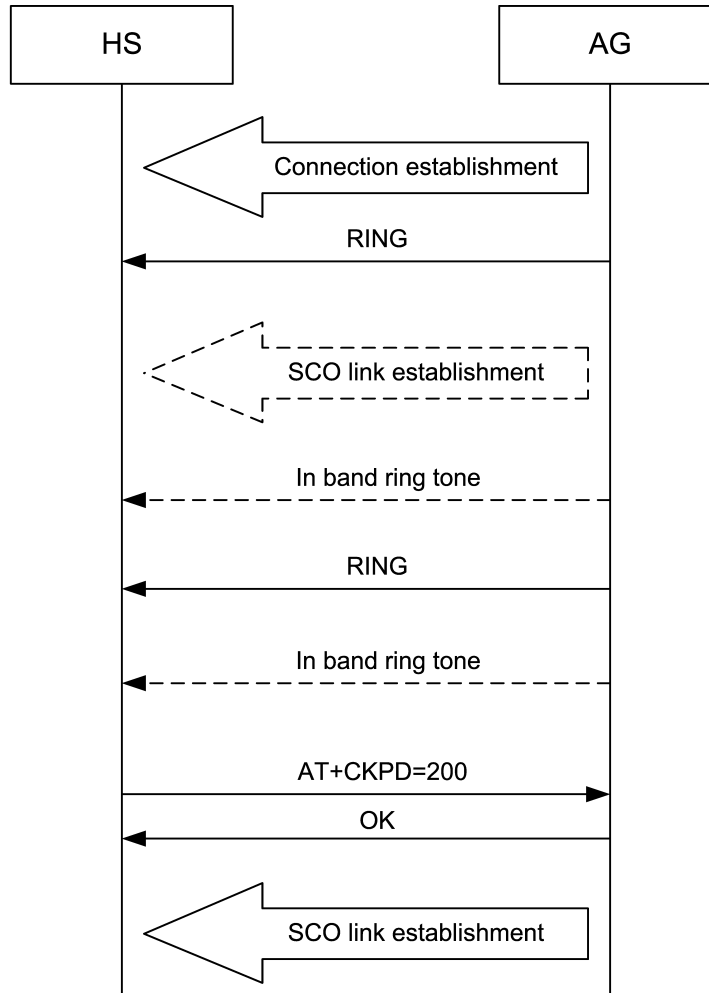 HS
AG
Connection establishment
RING
SCO link establishment
In band ring tone
RING
In band ring tone
AT+CKPD=200
OK
SCO link establishment